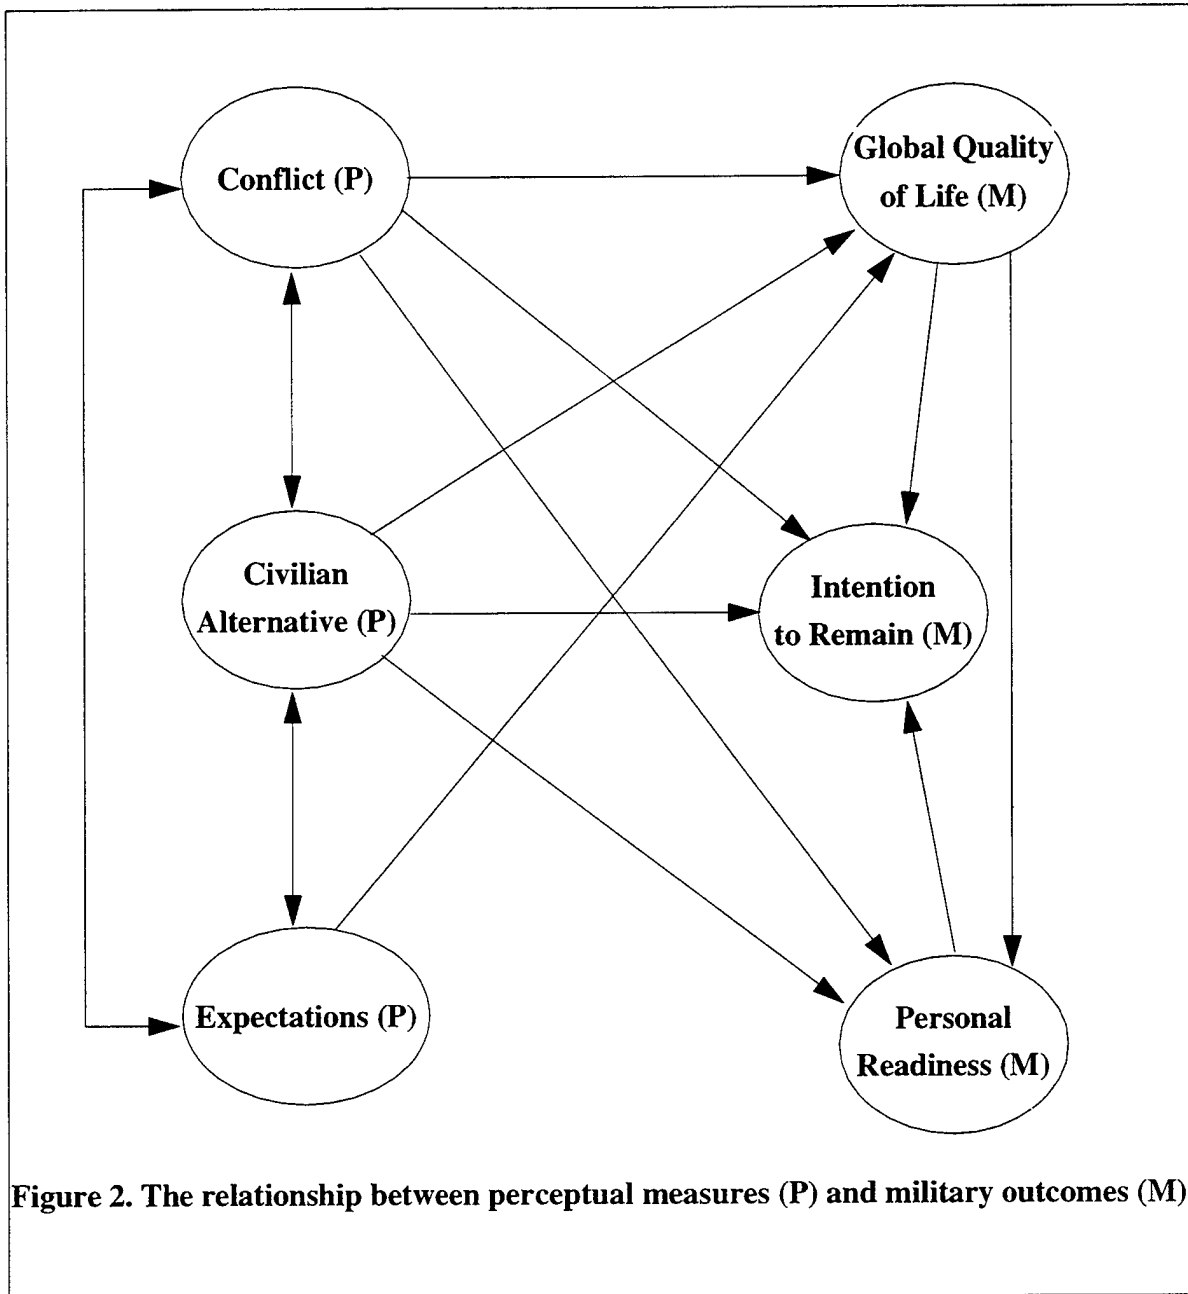 Conflict (P)
Global Quality
of Life (M)
Civilian
Alternative (P)
Intention
to Remain (M)
Expectations (P)
Personal
Readiness (M)
Figure 2. The relationship between perceptual measures (P) and military outcomes (M)